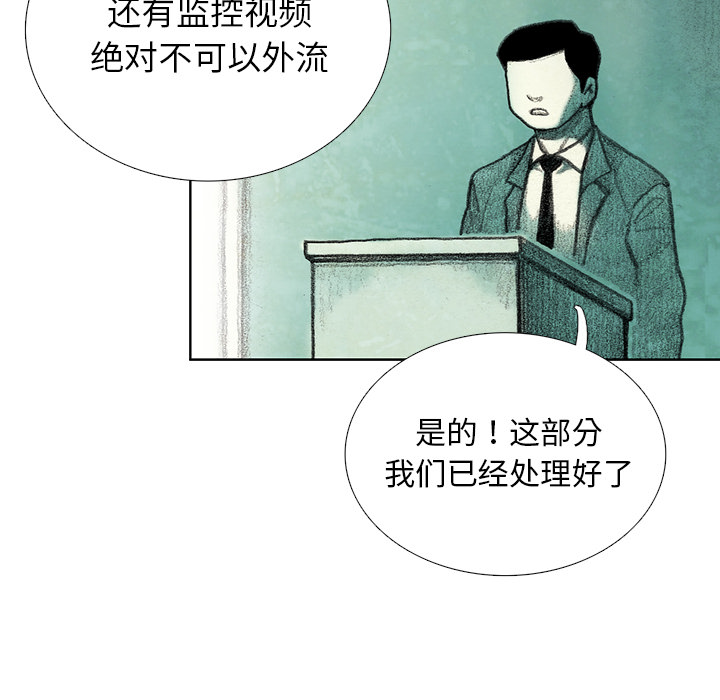 还有监控视频
绝对不可以外流
是的！这部分
我们已经处理好了